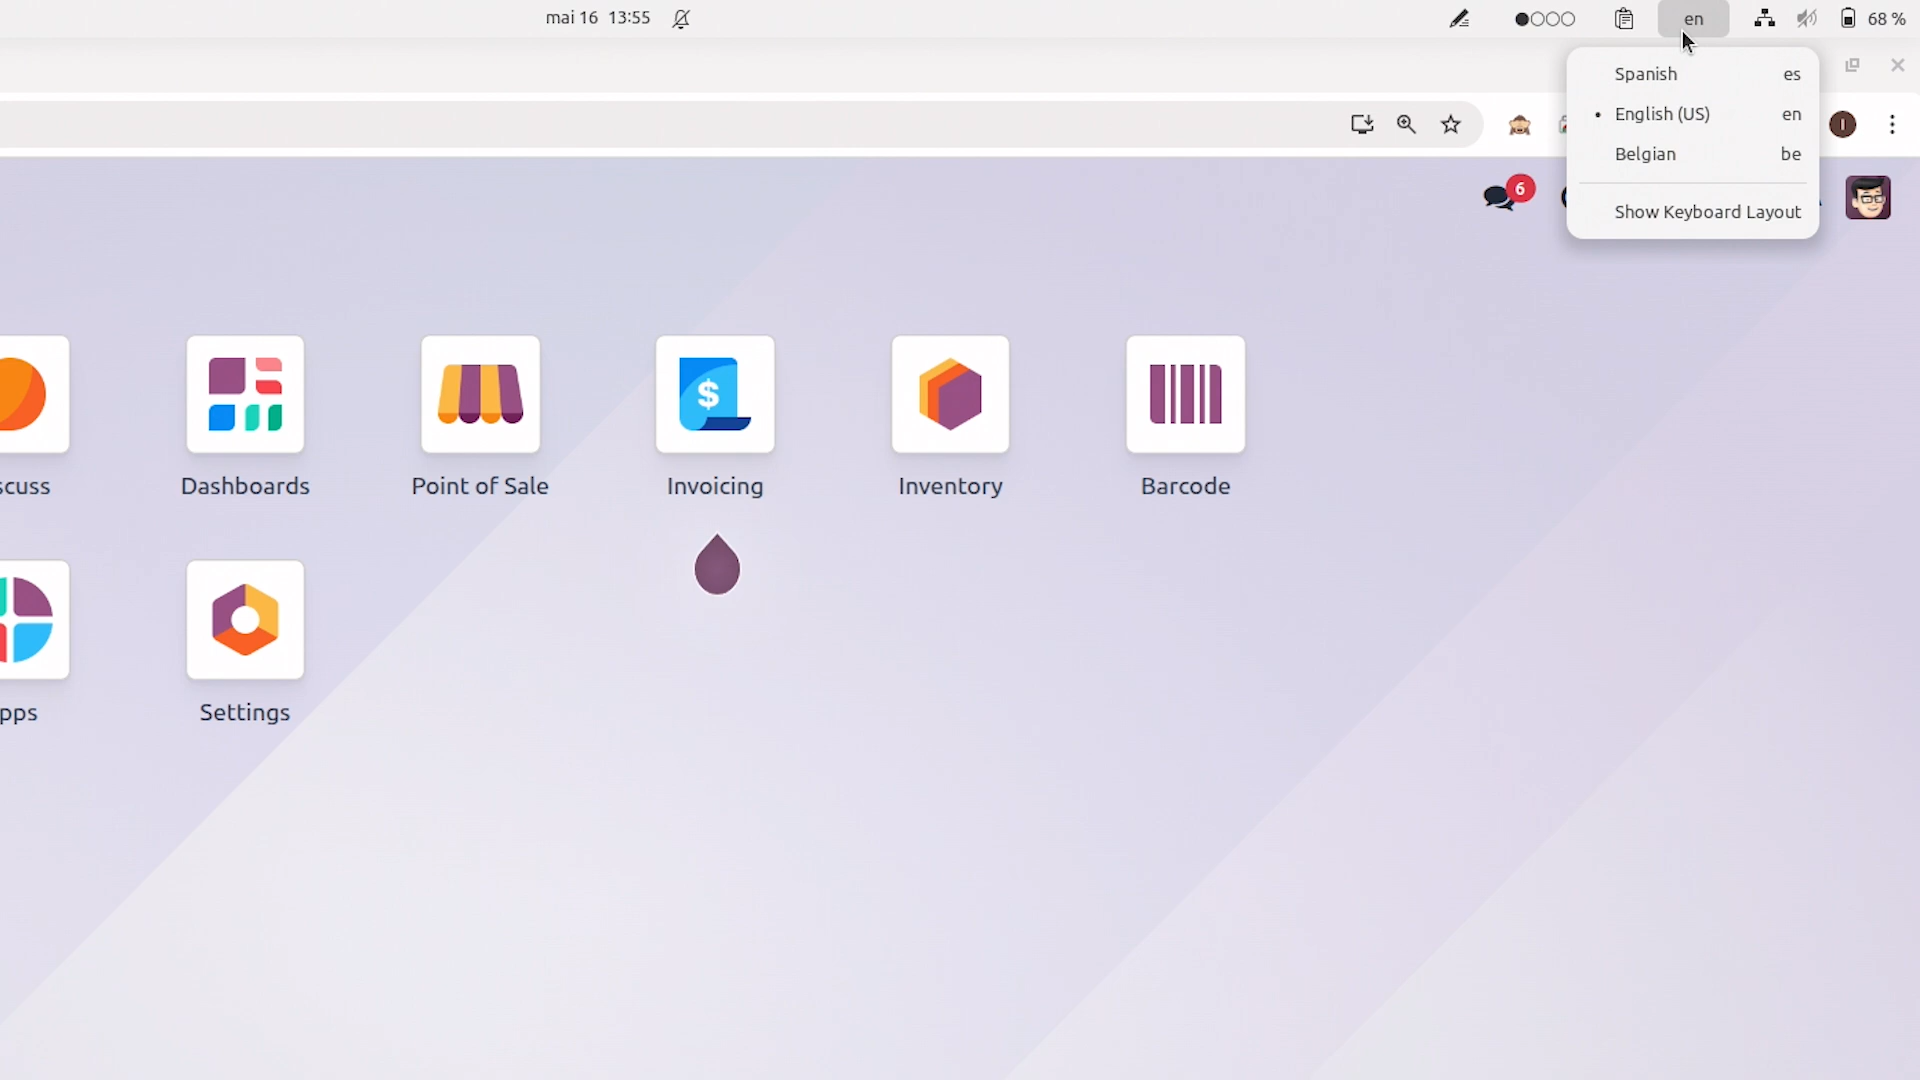 mai 16 13:55
en
68 %
Spanish es
• English (US) en
Belgian be
Show Keyboard Layout
I
6
$
scuss
Dashboards
Point of Sale
Invoicing
Inventory
Barcode
pps
Settings